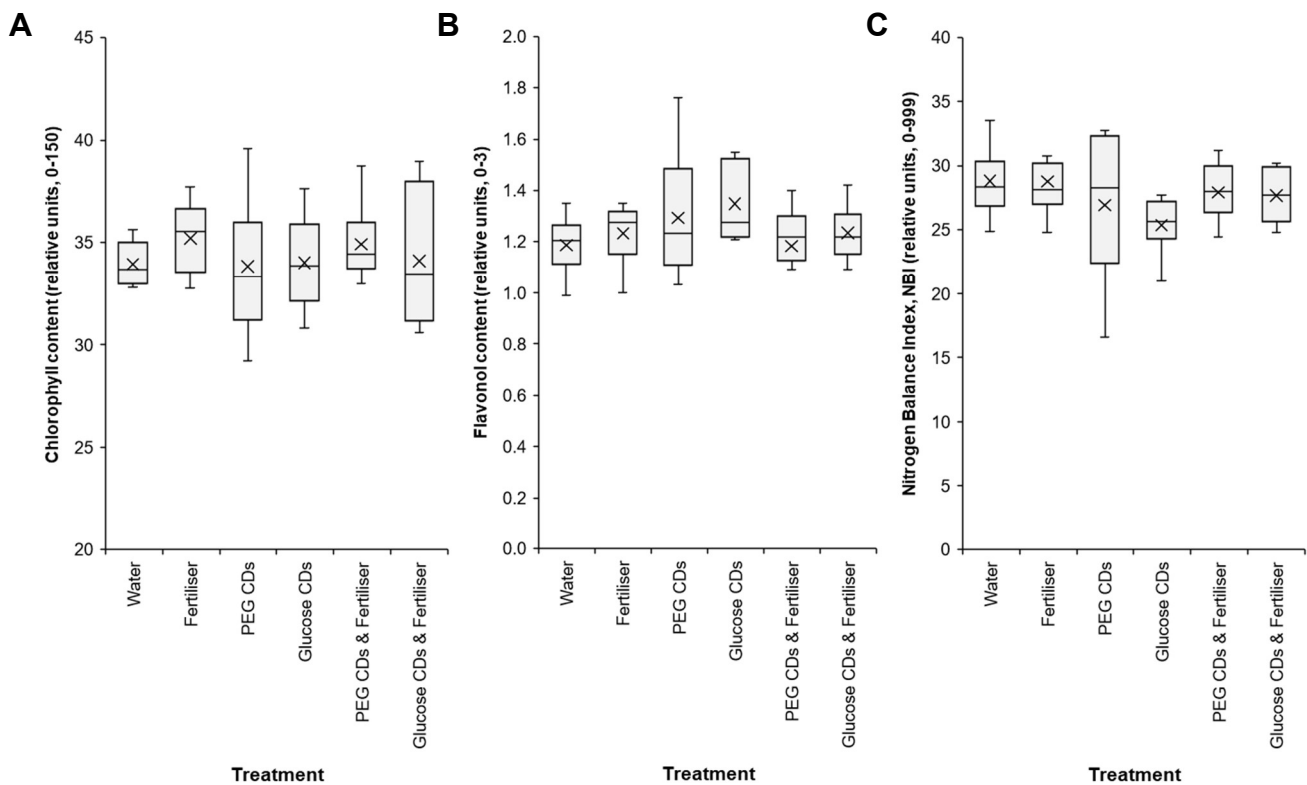 A
Chlorophyll content (relative units, 0-150)
45
40
35
30
25
20
Water
Fertiliser
PEG CDs
Glucose CDs
PEG CDs & Fertiliser
Glucose CDs & Fertiliser
Treatment
B
Flavonol content (relative units, 0-3)
2.0
1.8
1.6
1.4
1.2
1.0
0.8
0.6
0.4
0.2
0.0
Water
Fertiliser
PEG CDs
Glucose CDs
PEG CDs & Fertiliser
Glucose CDs & Fertiliser
Treatment
C
Nitrogen Balance Index, NBI (relative units, 0-999)
40
35
30
25
20
15
10
5
0
Water
Fertiliser
PEG CDs
Glucose CDs
PEG CDs & Fertiliser
Glucose CDs & Fertiliser
Treatment